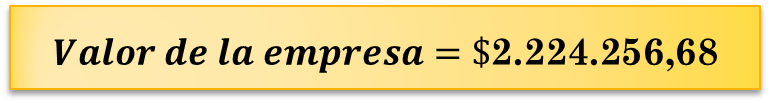 Valor de la empresa = $2.224.256,68